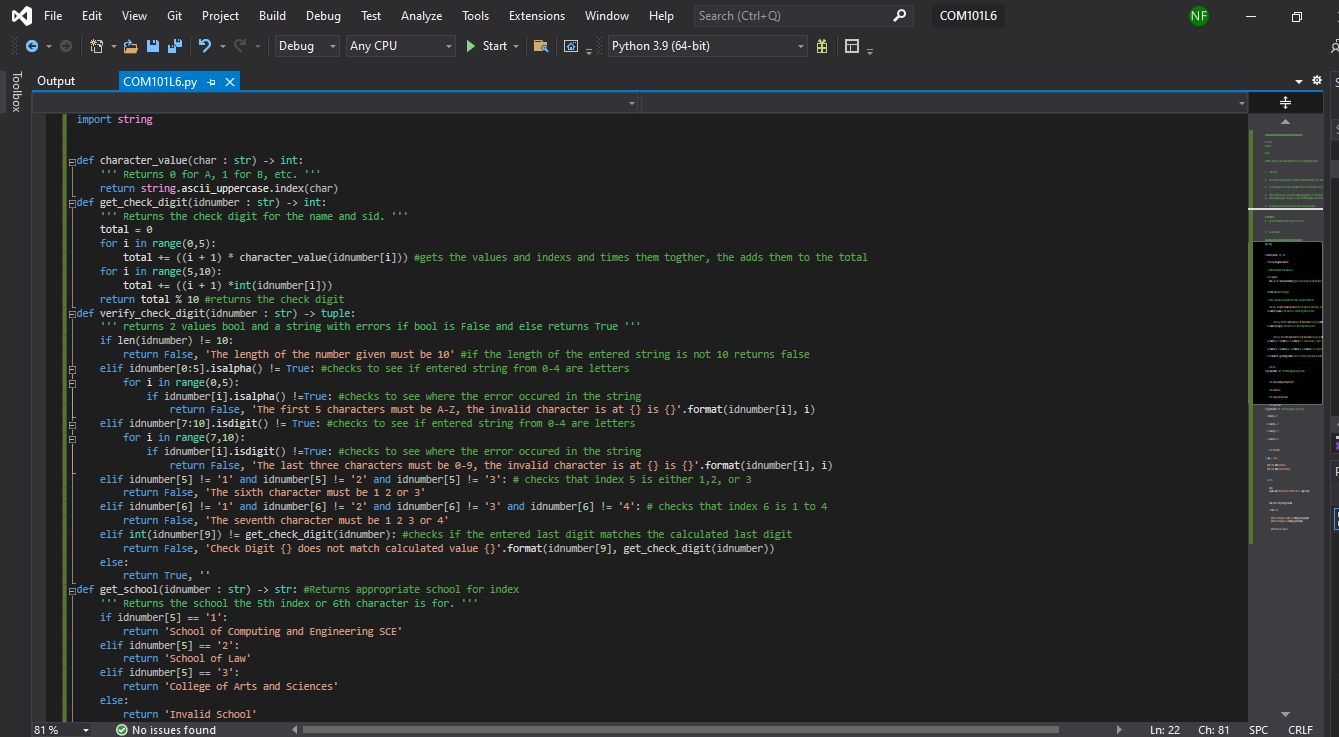 File Edit View Git Project Build Debug Test Analyze Tools Extensions Window Help Search (Ctrl+Q) COM101L6 NF
Debug Any CPU Start Python 3.9 (64-bit)
Toolbox
Output COM101L6.py
import string
def character_value(char : str) -> int:
''' Returns 0 for A, 1 for B, etc. '''
return string.ascii_uppercase.index(char)
def get_check_digit(idnumber : str) -> int:
''' Returns the check digit for the name and sid. '''
total = 0
for i in range(0,5):
total += ((i + 1) * character_value(idnumber[i])) #gets the values and indexs and times them togther, the adds them to the total
for i in range(5,10):
total += ((i + 1) *int(idnumber[i]))
return total % 10 #returns the check digit
def verify_check_digit(idnumber : str) -> tuple:
''' returns 2 values bool and a string with errors if bool is False and else returns True '''
if len(idnumber) != 10:
return False, 'The length of the number given must be 10' #if the length of the entered string is not 10 returns false
elif idnumber[0:5].isalpha() != True: #checks to see if entered string from 0-4 are letters
for i in range(0,5):
if idnumber[i].isalpha() !=True: #checks to see where the error occured in the string
return False, 'The first 5 characters must be A-Z, the invalid character is at {} is {}'.format(idnumber[i], i)
elif idnumber[7:10].isdigit() != True: #checks to see if entered string from 0-4 are letters
for i in range(7,10):
if idnumber[i].isdigit() !=True: #checks to see where the error occured in the string
return False, 'The last three characters must be 0-9, the invalid character is at {} is {}'.format(idnumber[i], i)
elif idnumber[5] != '1' and idnumber[5] != '2' and idnumber[5] != '3': # checks that index 5 is either 1,2, or 3
return False, 'The sixth character must be 1 2 or 3'
elif idnumber[6] != '1' and idnumber[6] != '2' and idnumber[6] != '3' and idnumber[6] != '4': # checks that index 6 is 1 to 4
return False, 'The seventh character must be 1 2 3 or 4'
elif int(idnumber[9]) != get_check_digit(idnumber): #checks if the entered last digit matches the calculated last digit
return False, 'Check Digit {} does not match calculated value {}'.format(idnumber[9], get_check_digit(idnumber))
else:
return True, ''
def get_school(idnumber : str) -> str: #Returns appropriate school for index
''' Returns the school the 5th index or 6th character is for. '''
if idnumber[5] == '1':
return 'School of Computing and Engineering SCE'
elif idnumber[5] == '2':
return 'School of Law'
elif idnumber[5] == '3':
return 'College of Arts and Sciences'
else:
return 'Invalid School'
81 % No issues found Ln: 22 Ch: 81 SPC CRLF